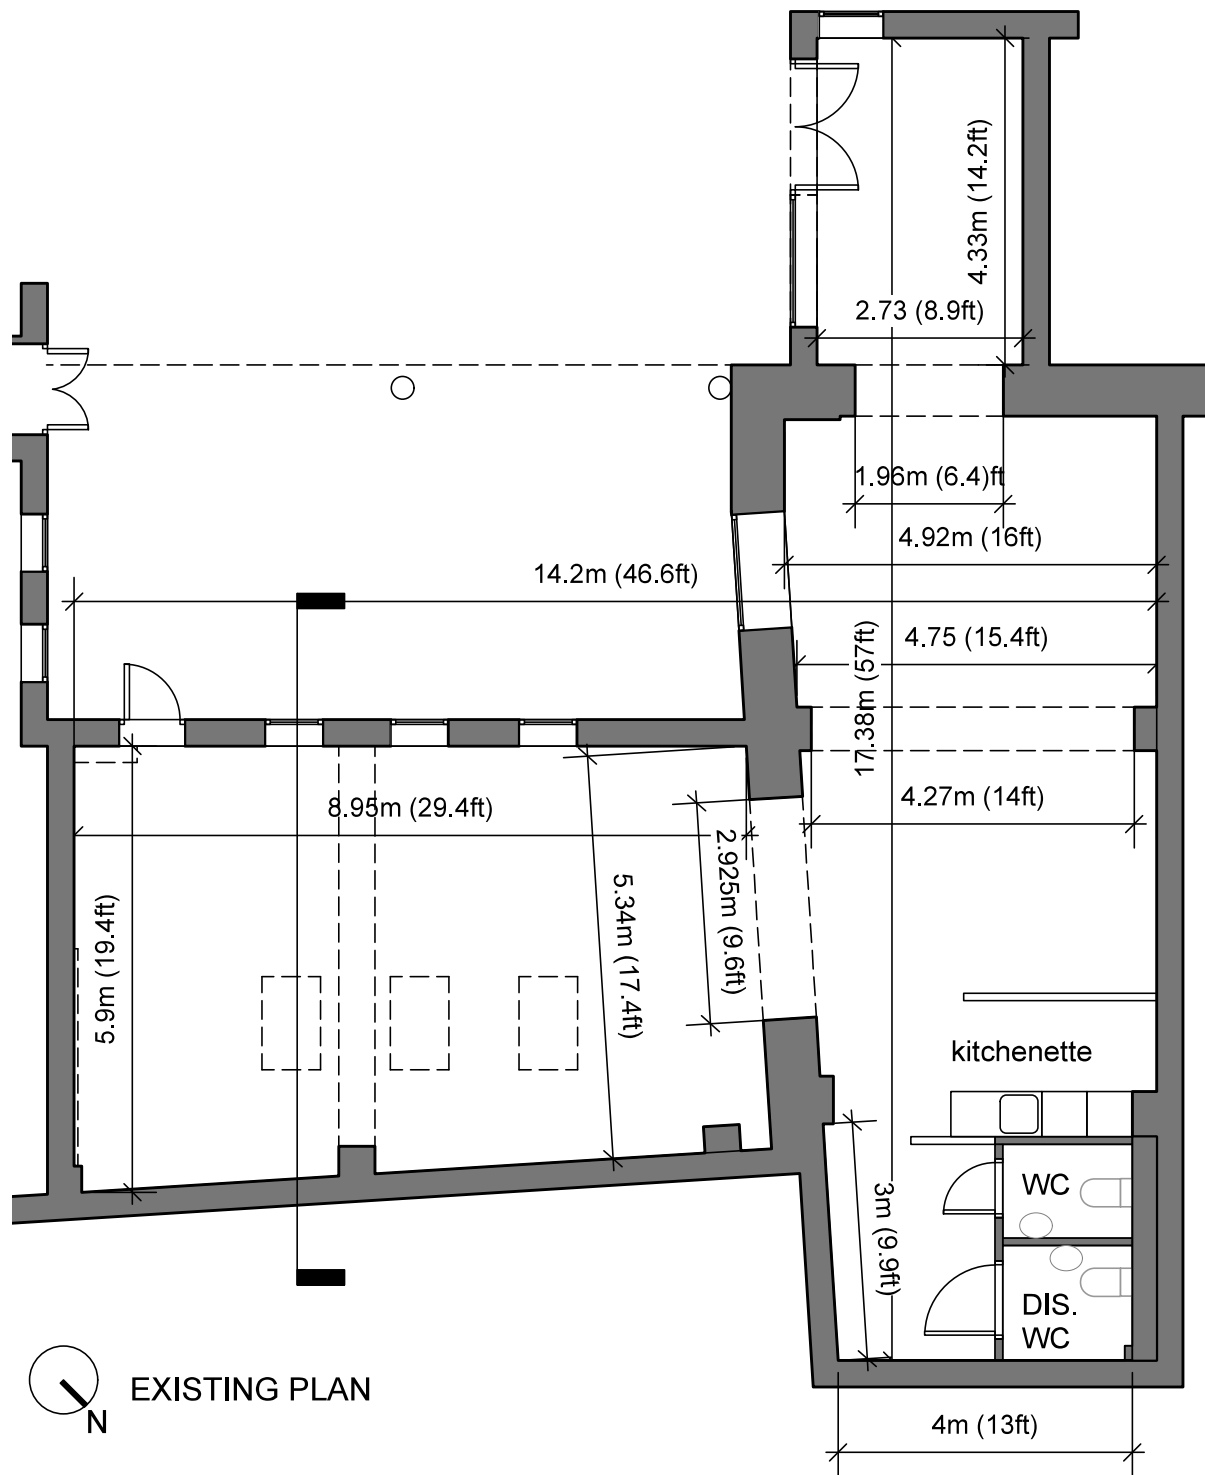 4.33m (14.2ft)
2.73 (8.9ft)
1.96m (6.4)ft
4.92m (16ft)
14.2m (46.6ft)
4.75 (15.4ft)
17.38m (57ft)
8.95m (29.4ft)
4.27m (14ft)
2.925m (9.6ft)
5.34m (17.4ft)
5.9m (19.4ft)
kitchenette
WC
3m (9.9ft)
DIS.
WC
N
EXISTING PLAN
4m (13ft)